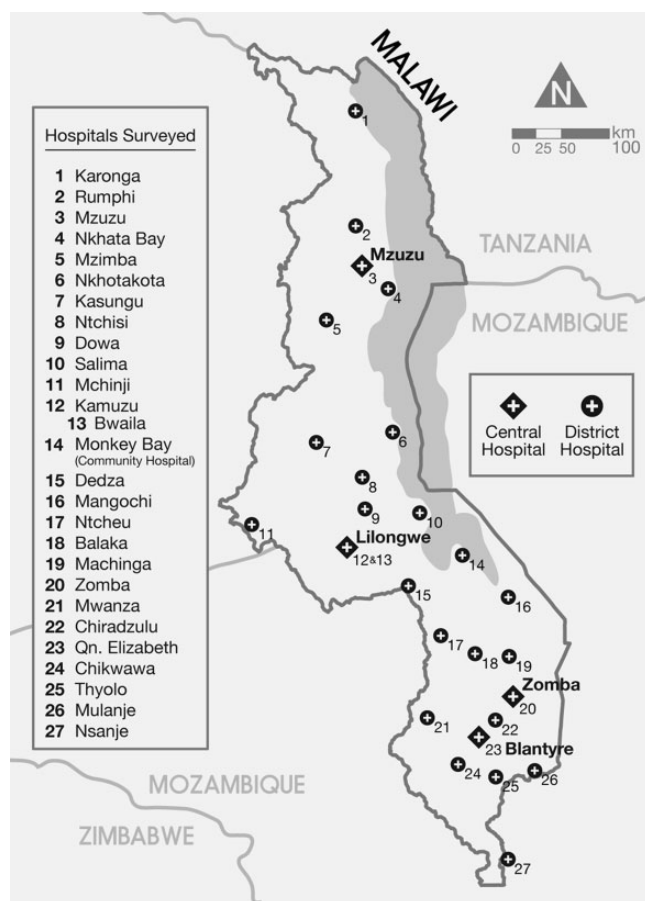 MALAWI
N
km
0 25 50 100
Hospitals Surveyed
1 Karonga
2 Rumphi
3 Mzuzu
4 Nkhata Bay
5 Mzimba
6 Nkhotakota
7 Kasungu
8 Ntchisi
9 Dowa
10 Salima
11 Mchinji
12 Kamuzu
13 Bwaila
14 Monkey Bay
(Community Hospital)
15 Dedza
16 Mangochi
17 Ntcheu
18 Balaka
19 Machinga
20 Zomba
21 Mwanza
22 Chiradzulu
23 Qn. Elizabeth
24 Chikwawa
25 Thyolo
26 Mulanje
27 Nsanje
1
2
Mzuzu
3
4
5
TANZANIA
MOZAMBIQUE
Central
Hospital
District
Hospital
6
7
8
9
10
11
Lilongwe
12&13
14
15
16
17
18
19
Zomba
20
21
22
23 Blantyre
24
25
26
27
MOZAMBIQUE
ZIMBABWE